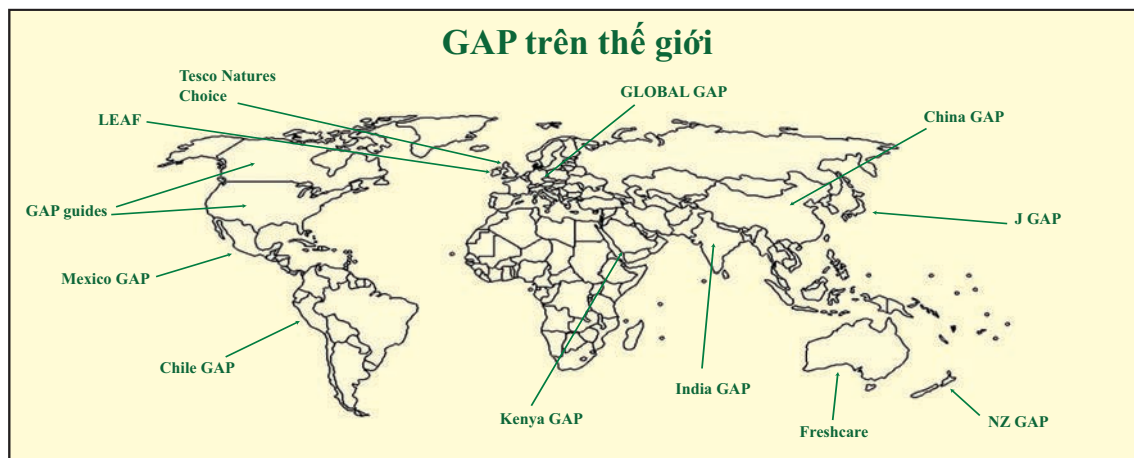 GAP trên thế giới
Tesco Natures
Choice
LEAF
GLOBAL GAP
China GAP
GAP guides
J GAP
Mexico GAP
Chile GAP
India GAP
Kenya GAP
Freshcare
NZ GAP